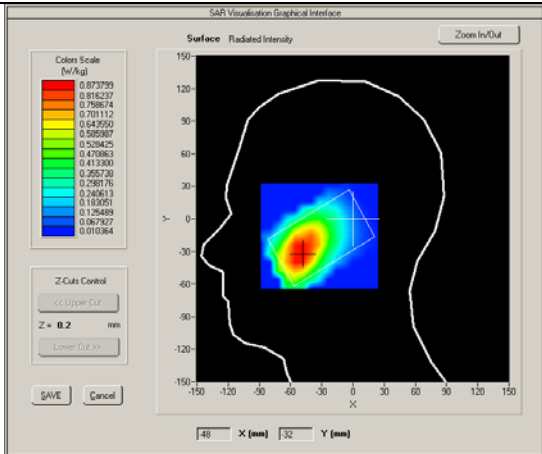 SAR Visualisation Graphical Interface
Surface Radiated Intensity
Zoom In/Out
Colors Scale
(W/kg)
0.873799
0.816237
0.758674
0.701112
0.643550
0.585987
0.528425
0.470863
0.413300
0.355738
0.298176
0.240613
0.183051
0.125489
0.067927
0.010364
Z-Cuts Control
<< Upper Cut
Z = 0.2 mm
Lower Cut >>
SAVE Cancel
Y
150-
120-
90-
60-
30-
0-
-30-
-60-
-90-
-120-
-150-
-150 -120 -90 -60 -30 0 30 60 90 120 150
X
-48 X (mm) -32 Y (mm)